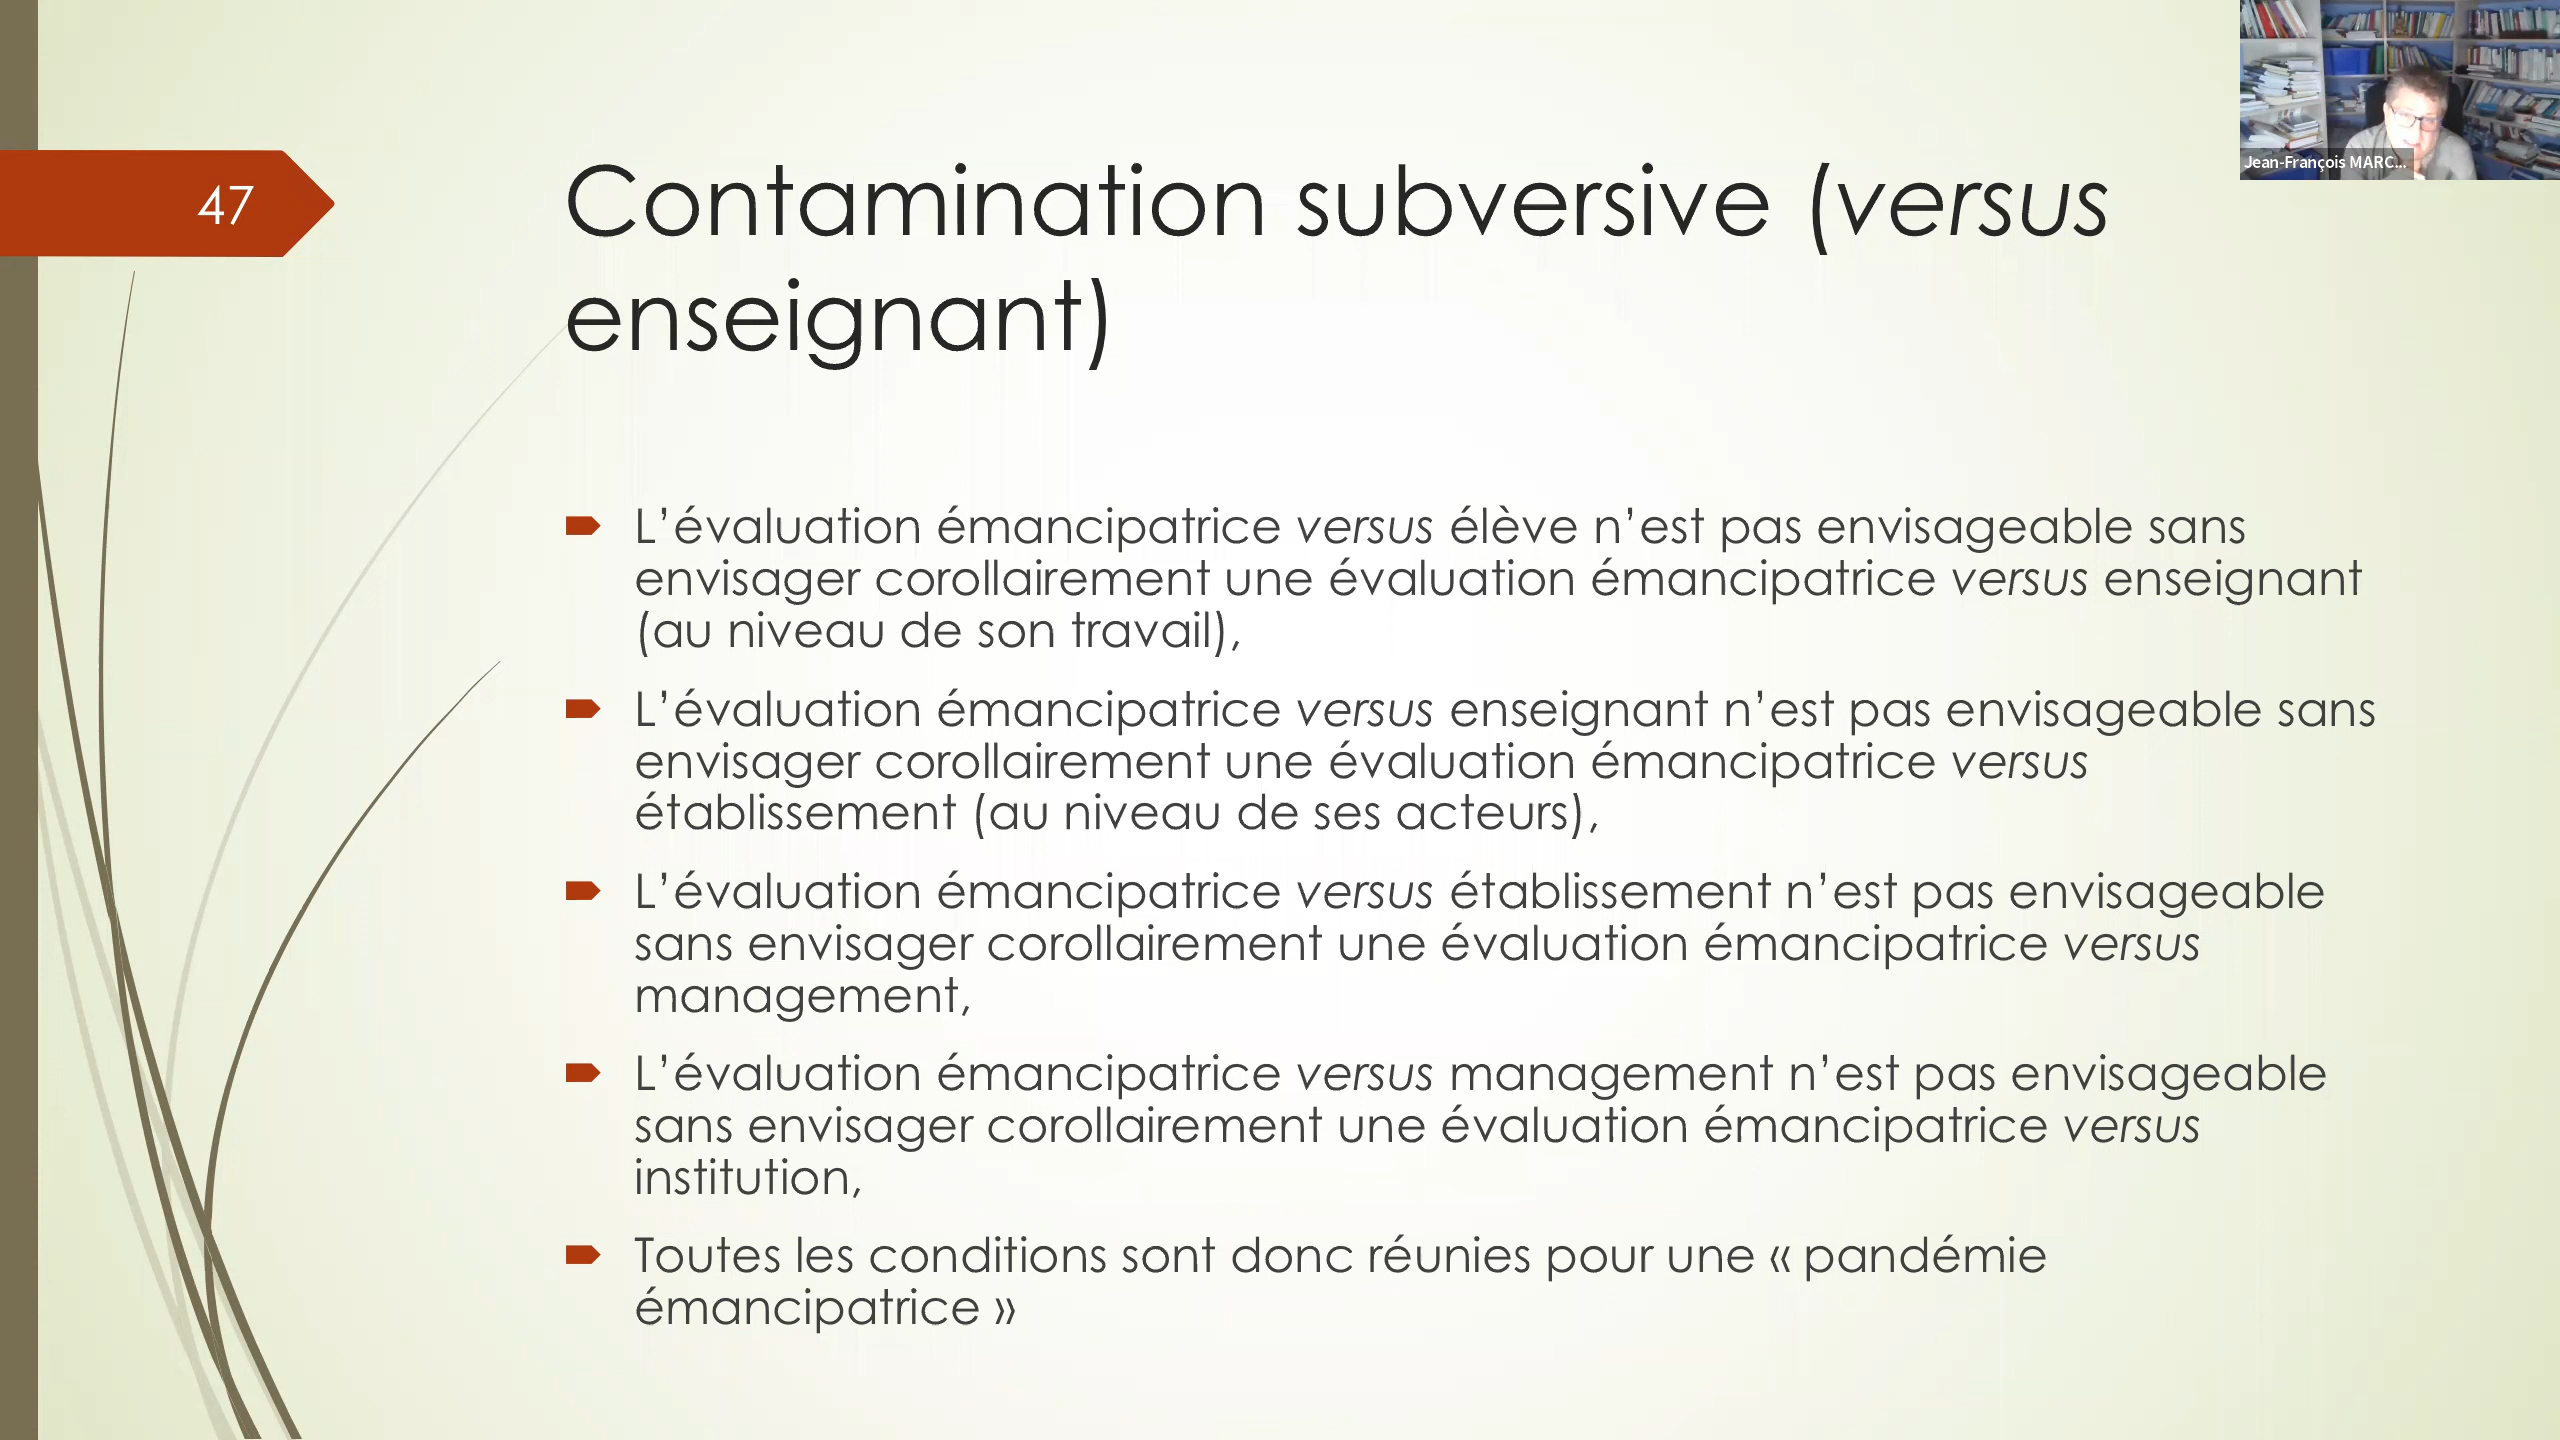 47
Contamination subversive (versus
enseignant)
L’évaluation émancipatrice versus élève n’est pas envisageable sans
envisager corollairement une évaluation émancipatrice versus enseignant
(au niveau de son travail),
L’évaluation émancipatrice versus enseignant n’est pas envisageable sans
envisager corollairement une évaluation émancipatrice versus
établissement (au niveau de ses acteurs),
L’évaluation émancipatrice versus établissement n’est pas envisageable
sans envisager corollairement une évaluation émancipatrice versus
management,
L’évaluation émancipatrice versus management n’est pas envisageable
sans envisager corollairement une évaluation émancipatrice versus
institution,
Toutes les conditions sont donc réunies pour une « pandémie
émancipatrice »
Jean-François MARC...